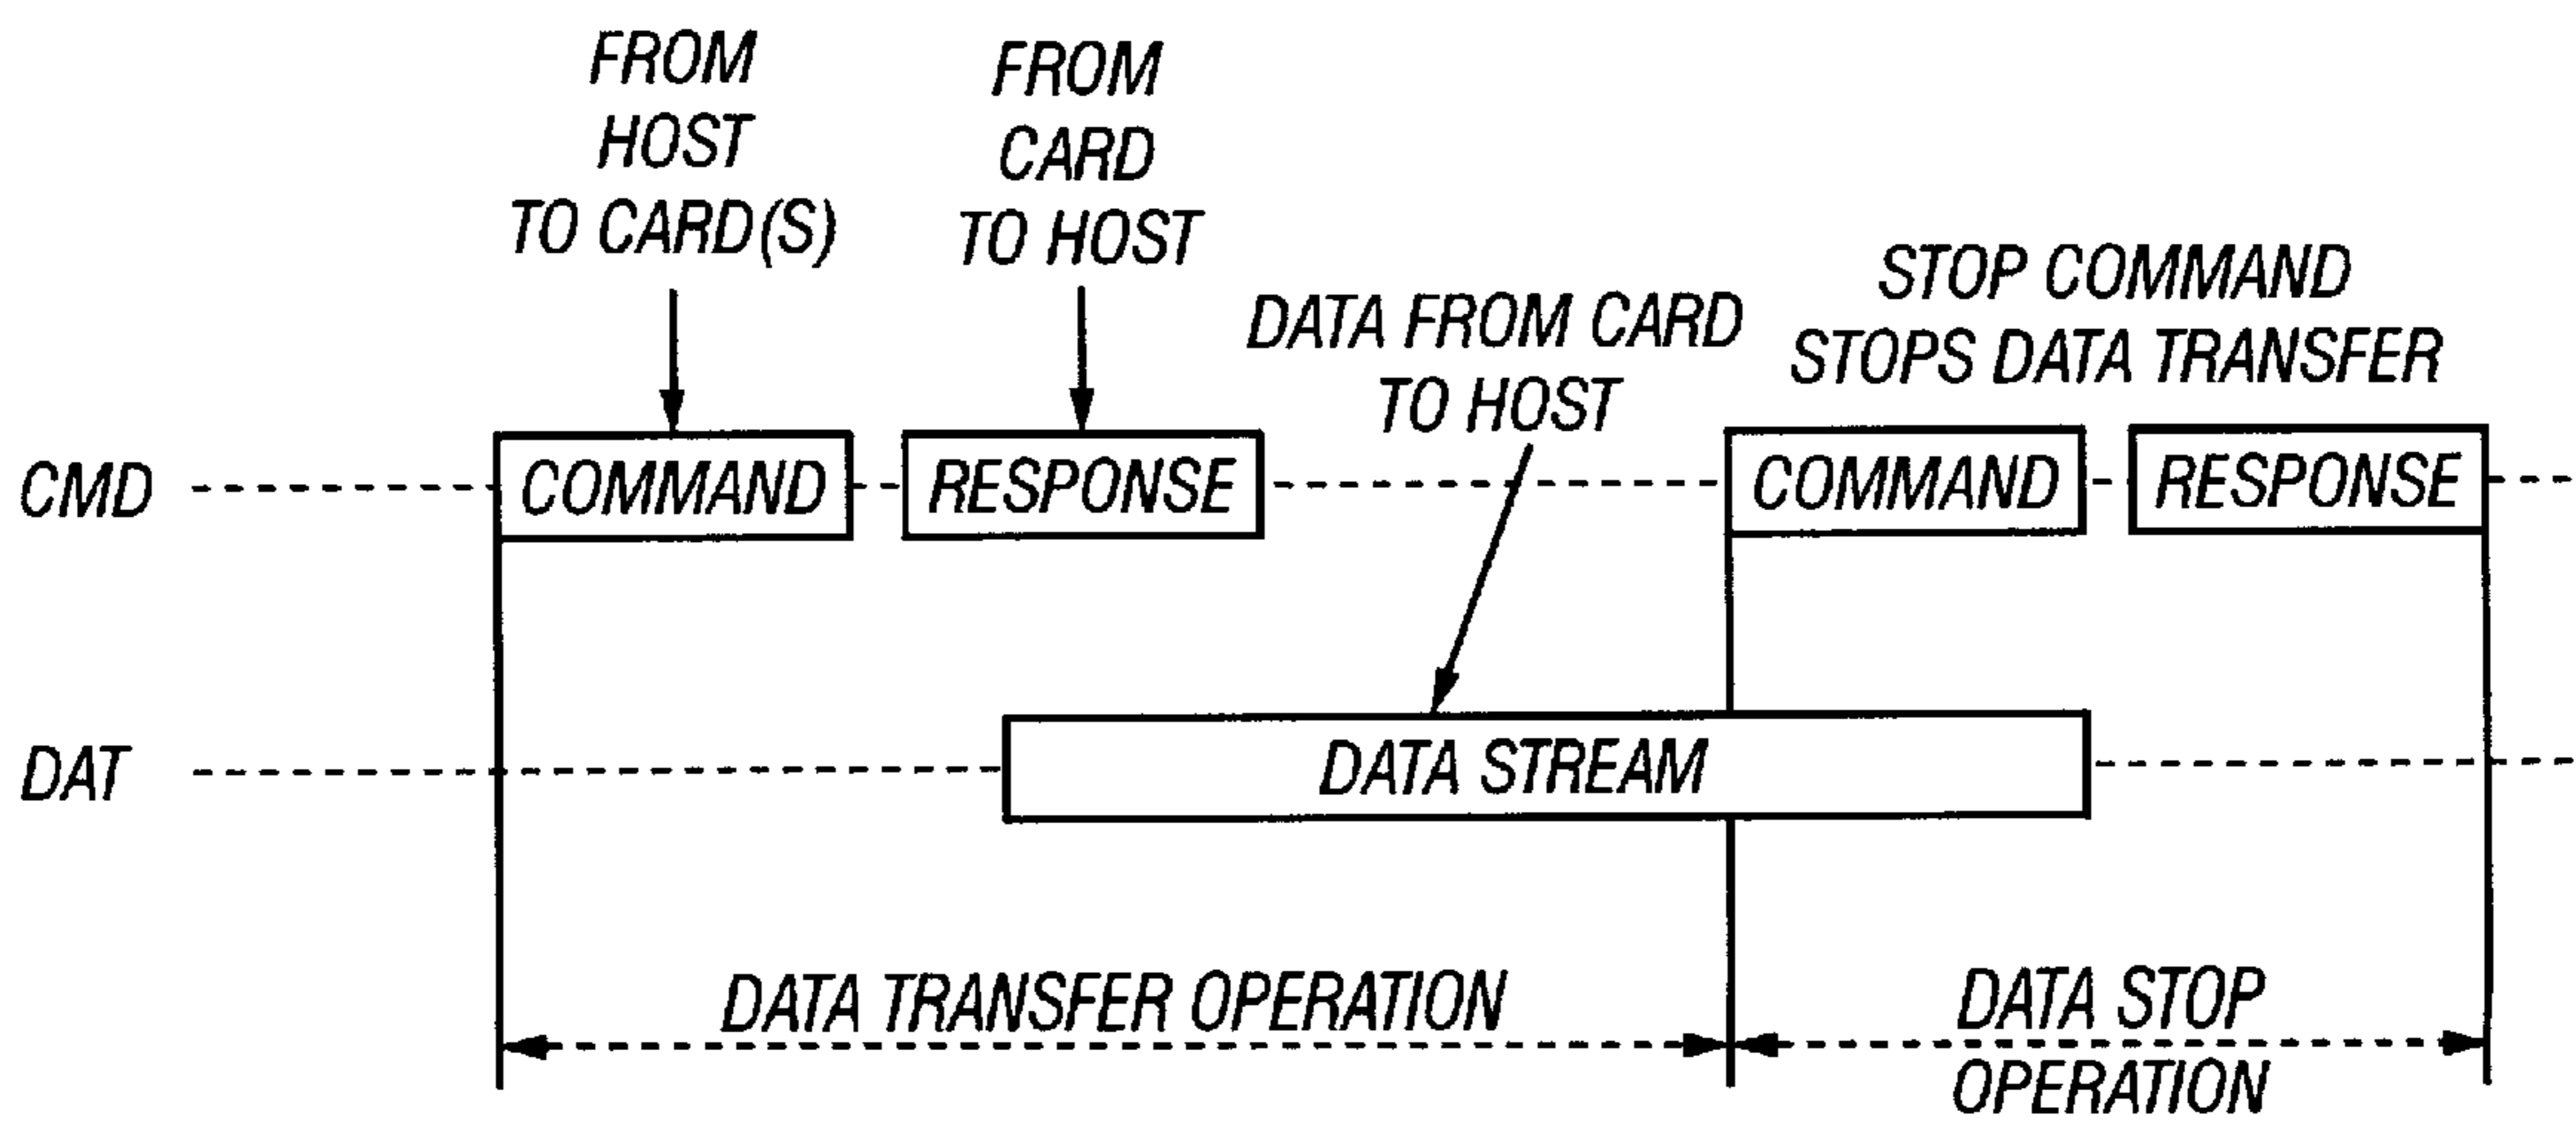 FROM
HOST
TO CARD(S)
FROM
CARD
TO HOST
DATA FROM CARD
TO HOST
STOP COMMAND
STOPS DATA TRANSFER
CMD
COMMAND
RESPONSE
COMMAND
RESPONSE
DAT
DATA STREAM
DATA TRANSFER OPERATION
DATA STOP
OPERATION